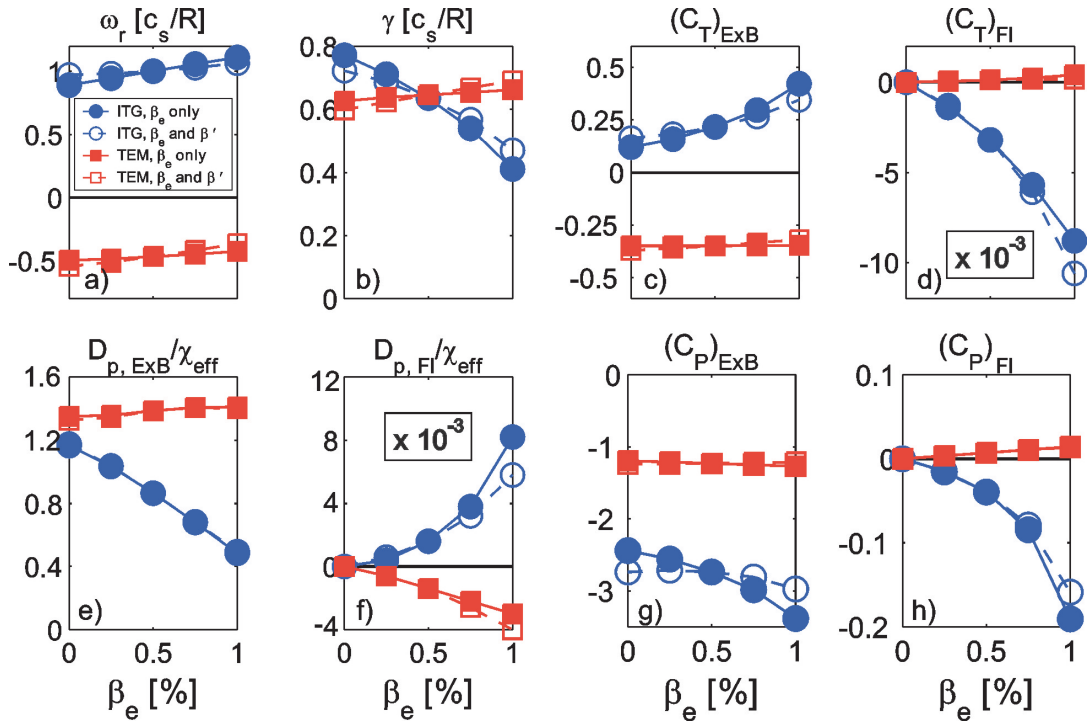 ω_r [c_s/R]
1
0.5
0
-0.5
a)
ITG, β_e only
ITG, β_e and β'
TEM, β_e only
TEM, β_e and β'
γ [c_s/R]
0.8
0.6
0.4
0.2
0
b)
(C_T)_ExB
0.5
0.25
0
-0.25
-0.5
c)
(C_T)_FI
0
-5
-10
x 10^-3
d)
D_p, ExB/χ_eff
1.6
1.2
0.8
0.4
0
e)
0 0.5 1
β_e [%]
D_p, FI/χ_eff
12
8
4
0
-4
x 10^-3
f)
0 0.5 1
β_e [%]
(C_P)_ExB
0
-1
-2
-3
g)
0 0.5 1
β_e [%]
(C_P)_FI
0.1
0
-0.1
-0.2
h)
0 0.5 1
β_e [%]